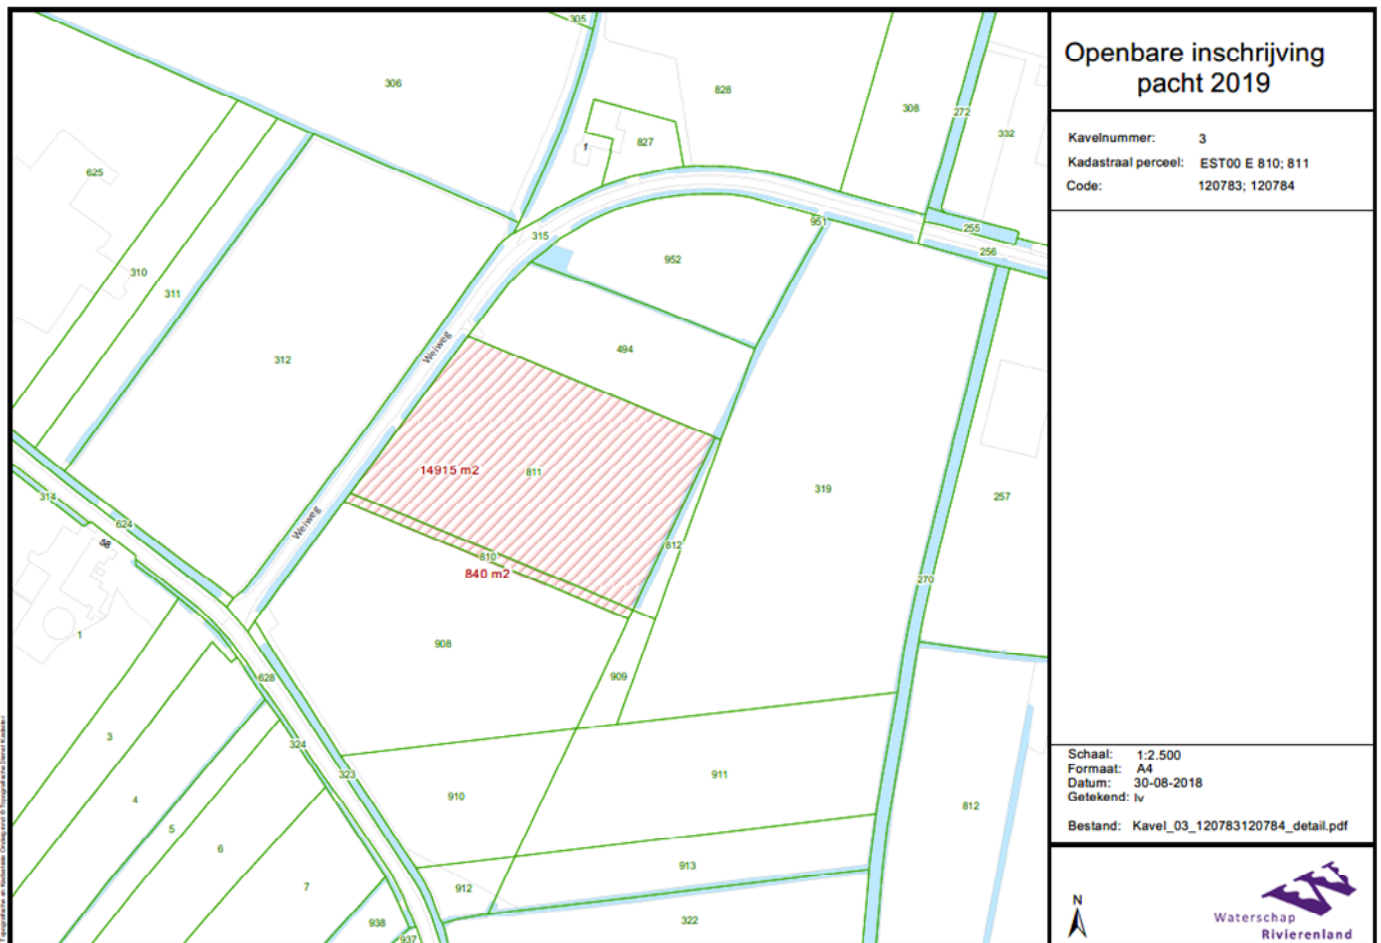 305
306
828
308
272
332
827
1
625
951
255
256
315
952
310
311
312
Weiweg
494
14915 m2
811
319
257
314
624
Weiweg
812
810
840 m2
270
1
908
909
628
3
324
323
911
910
4
812
5
6
913
7
912
938
322
937
Openbare inschrijving
pacht 2019
Kavelnummer: 3
Kadastraal perceel: EST00 E 810; 811
Code: 120783; 120784
Schaal: 1:2.500
Formaat: A4
Datum: 30-08-2018
Getekend: lv
Bestand: Kavel_03_120783120784_detail.pdf
N
Waterschap
Rivierenland